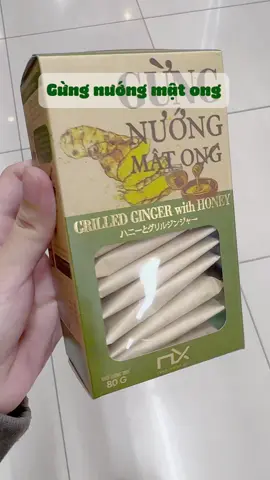 Gừng nướng mật ong
GỪNG
NƯỚNG
MẬT ONG
GRILLED GINGER with HONEY
ハニーとグリルジンジャー
80 G